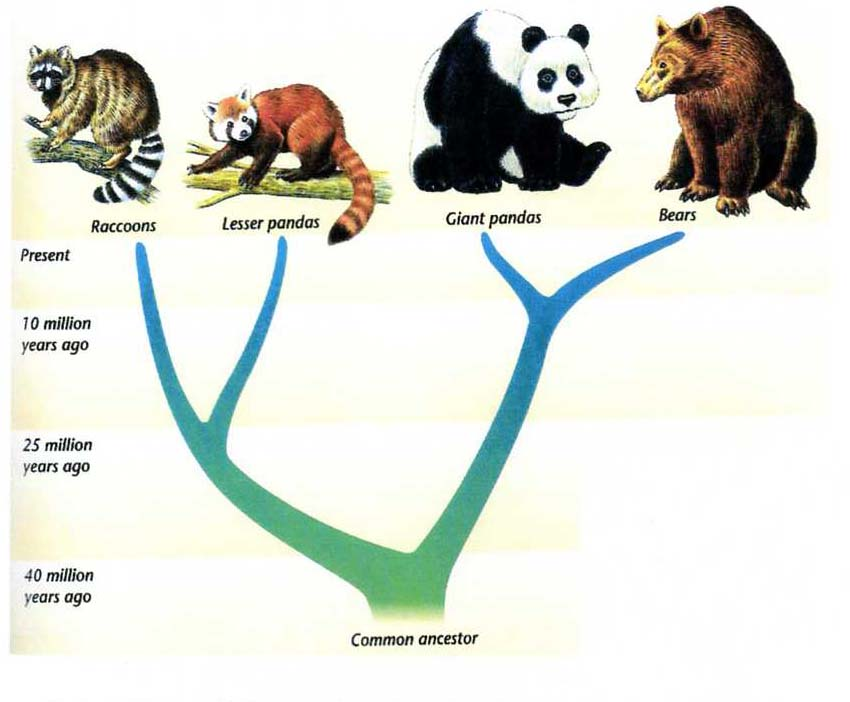 Raccoons
Lesser pandas
Giant pandas
Bears
Present
10 million
years ago
25 million
years ago
40 million
years ago
Common ancestor